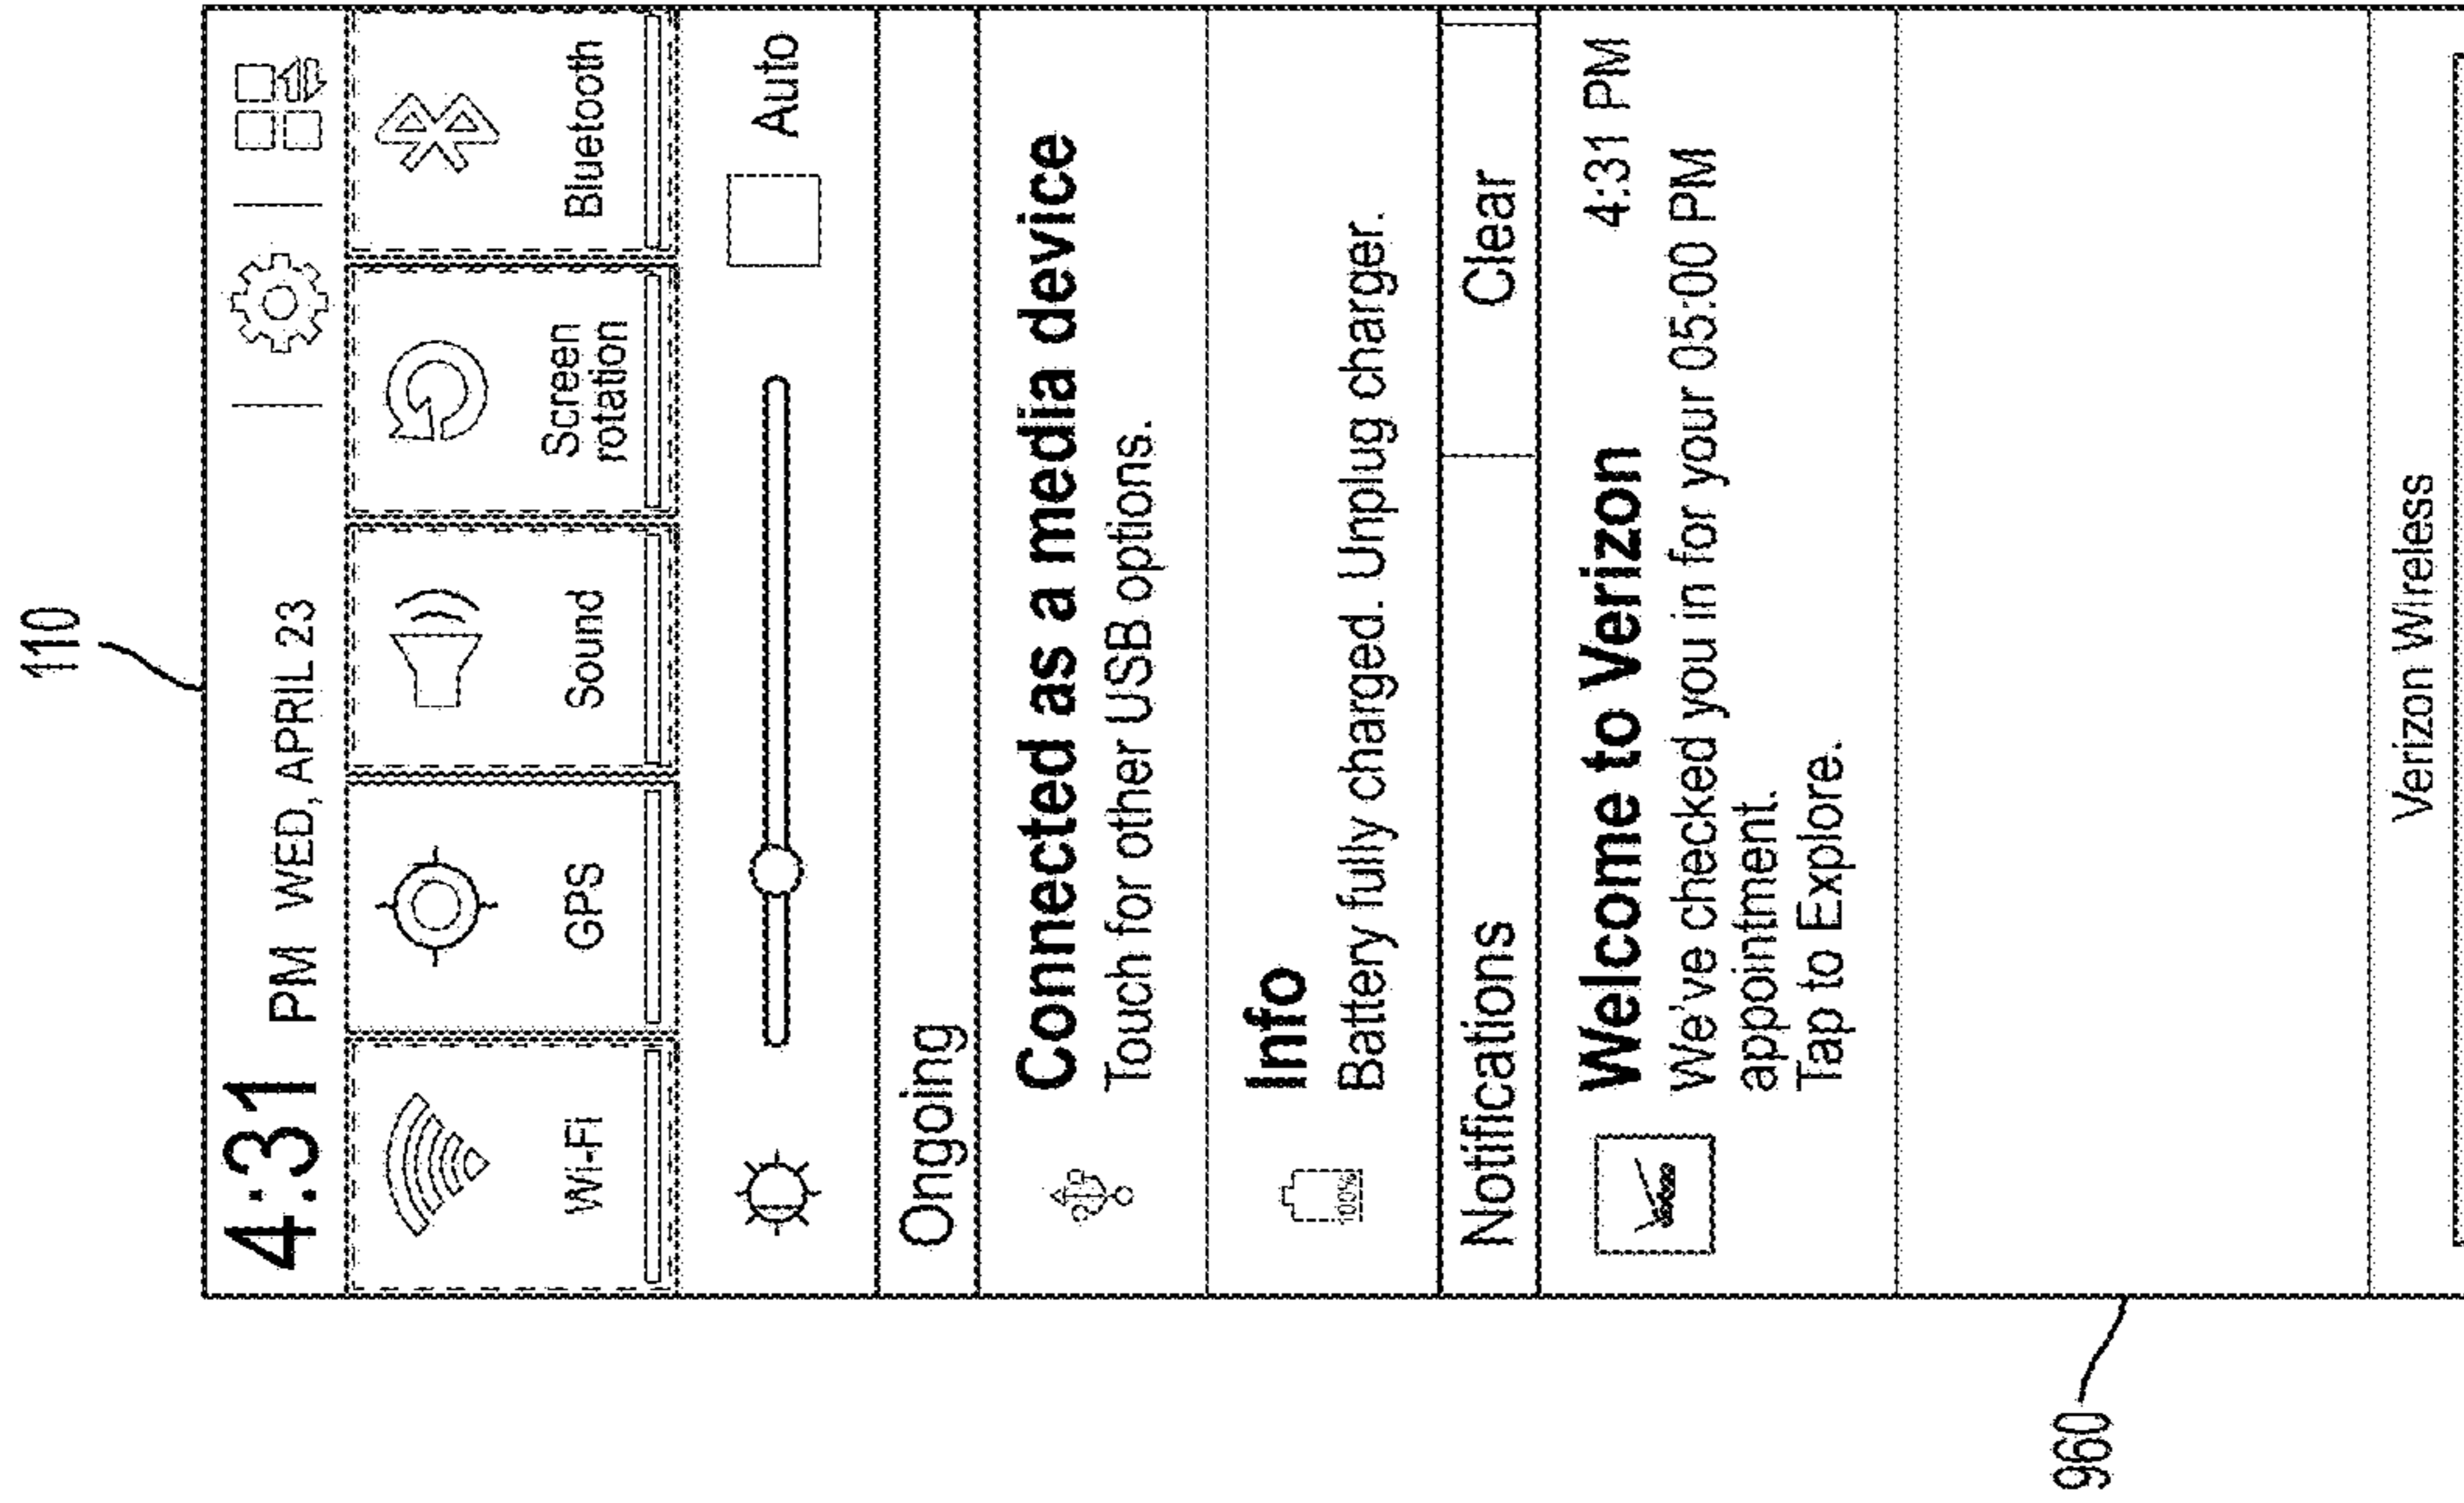 110
4:31 PM WED, APRIL 23
Wi-Fi
GPS
Sound
Screen
rotation
Bluetooth
Auto
Ongoing
Connected as a media device
Touch for other USB options.
100%
Info
Battery fully charged. Unplug charger.
Notifications
Clear
Welcome to Verizon 4:31 PM
We've checked you in for your 05:00 PM
appointment.
Tap to Explore.
960
Verizon Wireless